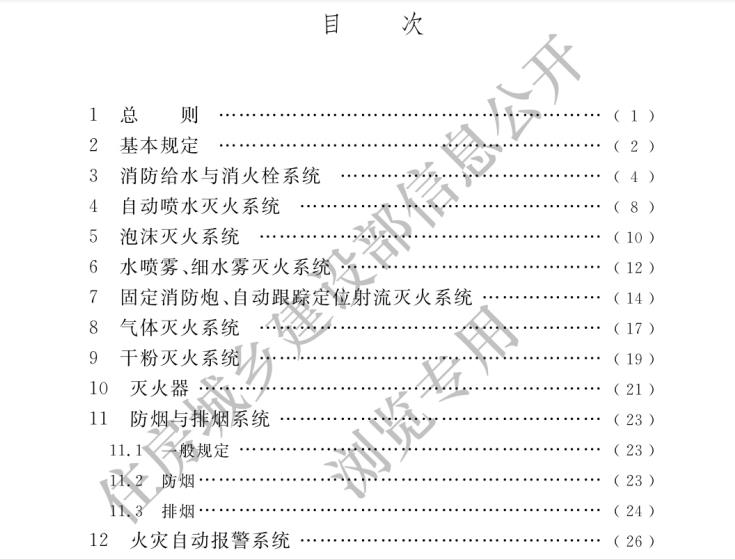 目　次
1　总　则 ………………………………………………… ( 1 )
2　基本规定 ……………………………………………… ( 2 )
3　消防给水与消火栓系统 ………………………………… ( 4 )
4　自动喷水灭火系统 ……………………………………… ( 8 )
5　泡沫灭火系统 ………………………………………… ( 10 )
6　水喷雾、细水雾灭火系统 ……………………………… ( 12 )
7　固定消防炮、自动跟踪定位射流灭火系统 …………… ( 14 )
8　气体灭火系统 ………………………………………… ( 17 )
9　干粉灭火系统 ………………………………………… ( 19 )
10　灭火器 ……………………………………………… ( 21 )
11　防烟与排烟系统 ……………………………………… ( 23 )
11.1　一般规定 …………………………………………… ( 23 )
11.2　防烟 ………………………………………………… ( 23 )
11.3　排烟 ………………………………………………… ( 24 )
12　火灾自动报警系统 …………………………………… ( 26 )
住房城乡建设部信息公开
浏览专用